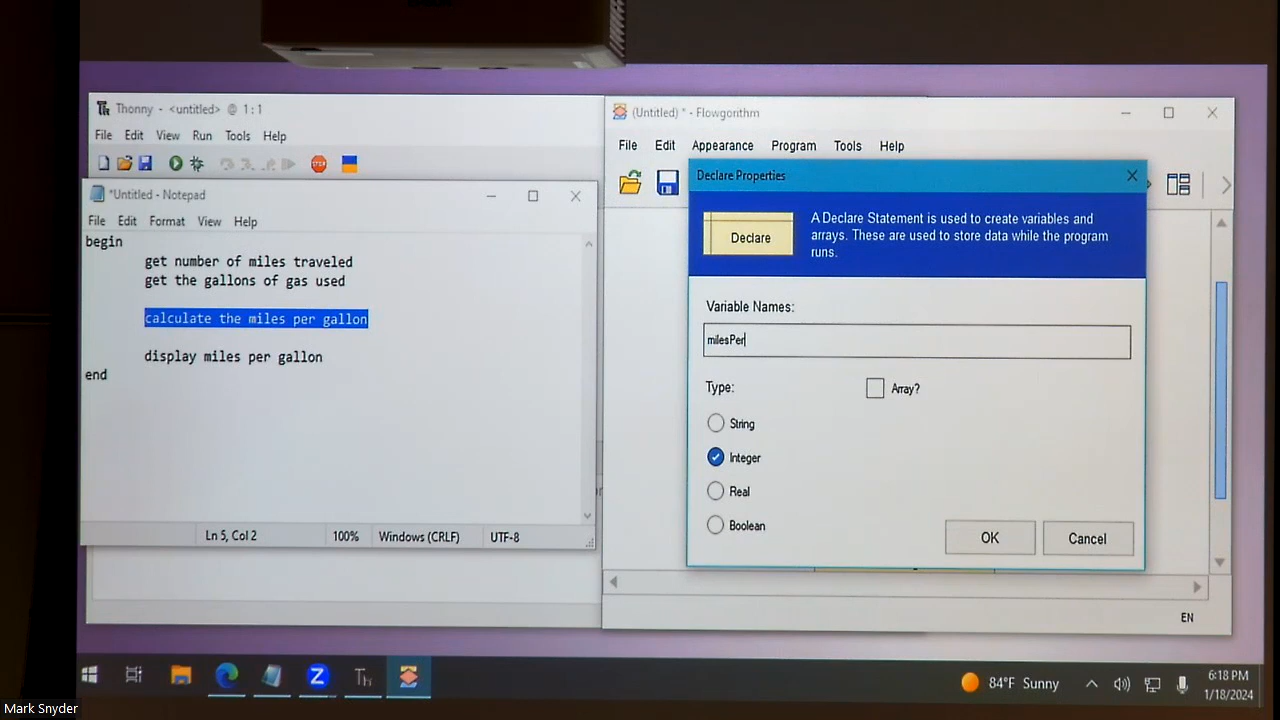 Thonny - <untitled> @ 1:1
File Edit View Run Tools Help
*Untitled - Notepad
File Edit Format View Help
begin
get number of miles traveled
get the gallons of gas used
calculate the miles per gallon
display miles per gallon
end
Ln 5, Col 2 100% Windows (CRLF) UTF-8
(Untitled) * - Flowgorithm
File Edit Appearance Program Tools Help
Declare Properties
Declare
A Declare Statement is used to create variables and
arrays. These are used to store data while the program
runs.
Variable Names:
milesPer
Type:
Array?
String
Integer
Real
Boolean
OK Cancel
EN
84°F Sunny
6:18 PM
1/18/2024
Mark Snyder